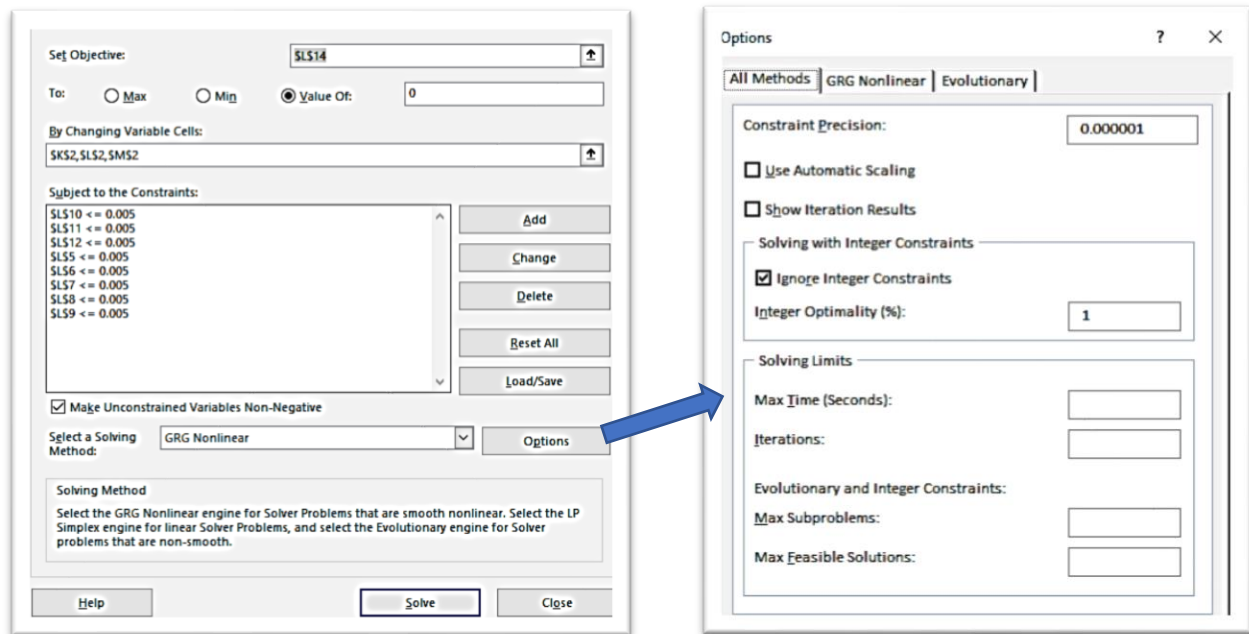 Set Objective: $L$14
To: Max Min Value Of: 0
By Changing Variable Cells:
$K$2,$L$2,$M$2
Subject to the Constraints:
$L$10 <= 0.005
$L$11 <= 0.005
$L$12 <= 0.005
$L$5 <= 0.005
$L$6 <= 0.005
$L$7 <= 0.005
$L$8 <= 0.005
$L$9 <= 0.005
Add
Change
Delete
Reset All
Load/Save
Make Unconstrained Variables Non-Negative
Select a Solving
Method:
GRG Nonlinear
Options
Solving Method
Select the GRG Nonlinear engine for Solver Problems that are smooth nonlinear. Select the LP
Simplex engine for linear Solver Problems, and select the Evolutionary engine for Solver
problems that are non-smooth.
Help
Solve
Close
Options ?
All Methods GRG Nonlinear Evolutionary
Constraint Precision: 0.000001
Use Automatic Scaling
Show Iteration Results
Solving with Integer Constraints
Ignore Integer Constraints
Integer Optimality (%): 1
Solving Limits
Max Time (Seconds):
Iterations:
Evolutionary and Integer Constraints:
Max Subproblems:
Max Feasible Solutions: